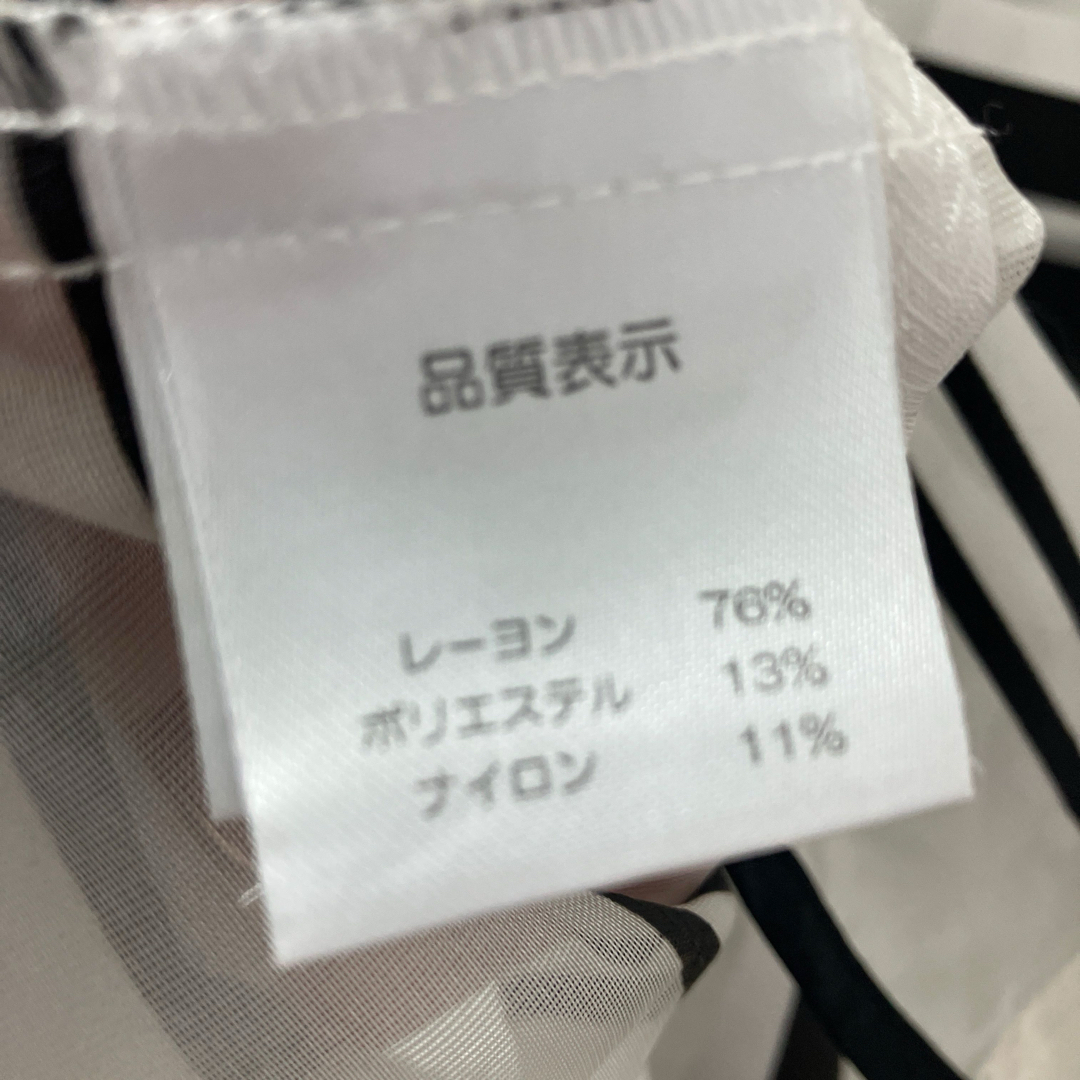 品質表示
レーヨン 76%
ポリエステル 13%
ナイロン 11%